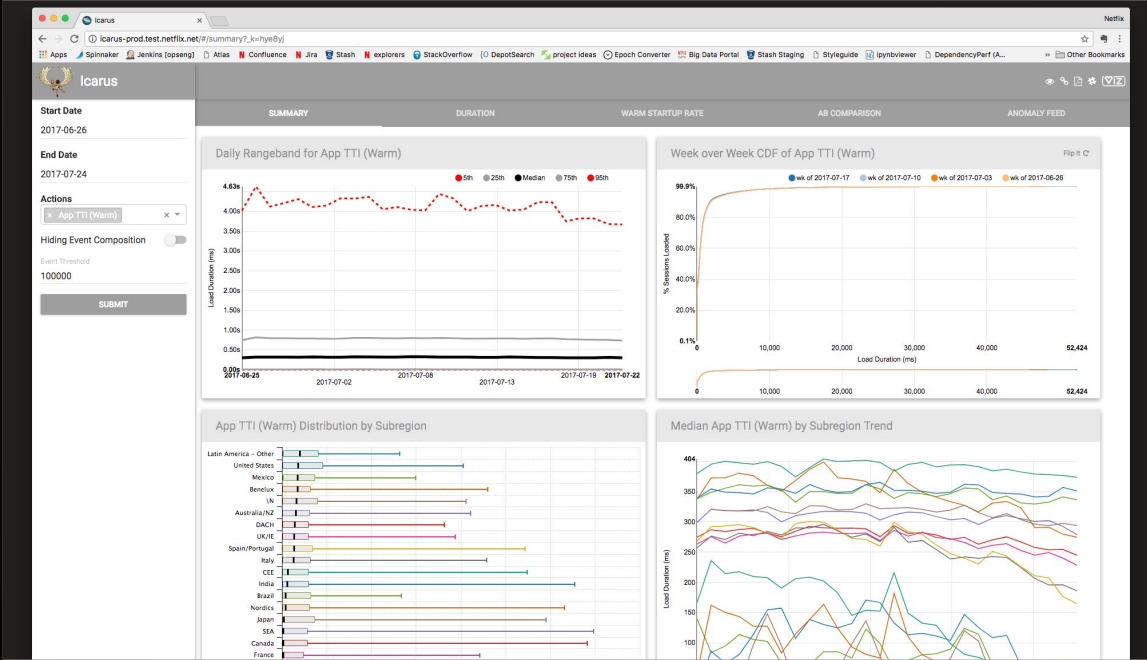 Icarus
Netflix
icarus-prod.test.netflix.net/#/summary?_k=hye8yj
Apps Spinnaker Jenkins [opseng] Atlas Confluence Jira Stash explorers StackOverflow DepotSearch project ideas Epoch Converter Big Data Portal Stash Staging Styleguide ipynbviewer DependencyPerf (A... » Other Bookmarks
Icarus
VIZ
SUMMARY DURATION WARM STARTUP RATE AB COMPARISON ANOMALY FEED
Start Date
2017-06-26
End Date
2017-07-24
Actions
× App TTI (Warm) ×
Hiding Event Composition
Event Threshold
100000
SUBMIT
Daily Rangeband for App TTI (Warm)
5th 25th Median 75th 95th
4.63s
4.00s
3.50s
3.00s
2.50s
2.00s
1.50s
1.00s
0.50s
0.00s
Load Duration (ms)
2017-06-25 2017-07-02 2017-07-08 2017-07-13 2017-07-19 2017-07-22
Week over Week CDF of App TTI (Warm)
Flip It
wk of 2017-07-17 wk of 2017-07-10 wk of 2017-07-03 wk of 2017-06-26
99.9%
80.0%
60.0%
40.0%
20.0%
0.1%
% Sessions Loaded
0 10,000 20,000 30,000 40,000 52,424
Load Duration (ms)
0 10,000 20,000 30,000 40,000 52,424
App TTI (Warm) Distribution by Subregion
Latin America - Other
United States
Mexico
Benelux
\N
Australia/NZ
DACH
UK/IE
Spain/Portugal
Italy
CEE
India
Brazil
Nordics
Japan
SEA
Canada
France
Median App TTI (Warm) by Subregion Trend
404
350
300
250
200
150
100
Load Duration (ms)